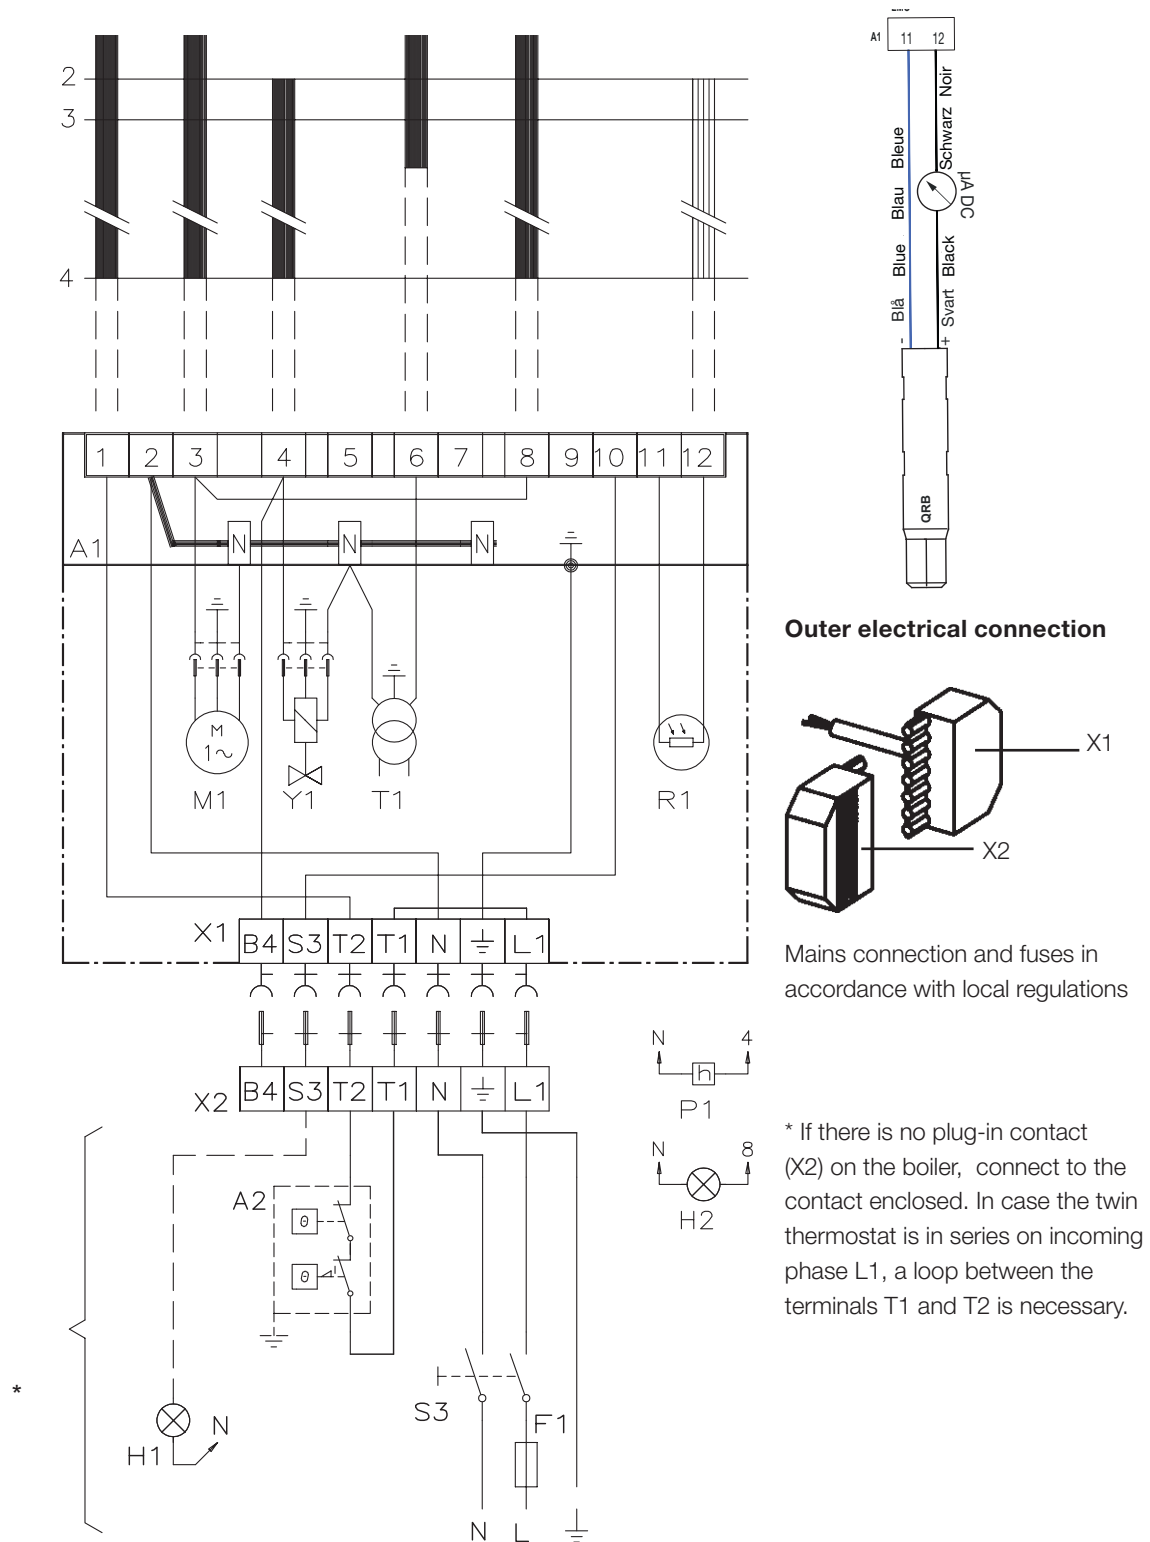 2
3
4
1 2 3 4 5 6 7 8 9 10 11 12
A1
N N N
M
1~
M1 Y1 T1 R1
X1 B4 S3 T2 T1 N L1
X2 B4 S3 T2 T1 N L1
A2
θ
θ
S3
F1
H1 N
N L
*
N 4
h
P1
N 8
H2
A1 11 12
Blå Blue Blau Bleue
Svart Black Schwarz Noir
µA DC
- +
QRB
Outer electrical connection
X1
X2
Mains connection and fuses in
accordance with local regulations
* If there is no plug-in contact
(X2) on the boiler, connect to the
contact enclosed. In case the twin
thermostat is in series on incoming
phase L1, a loop between the
terminals T1 and T2 is necessary.